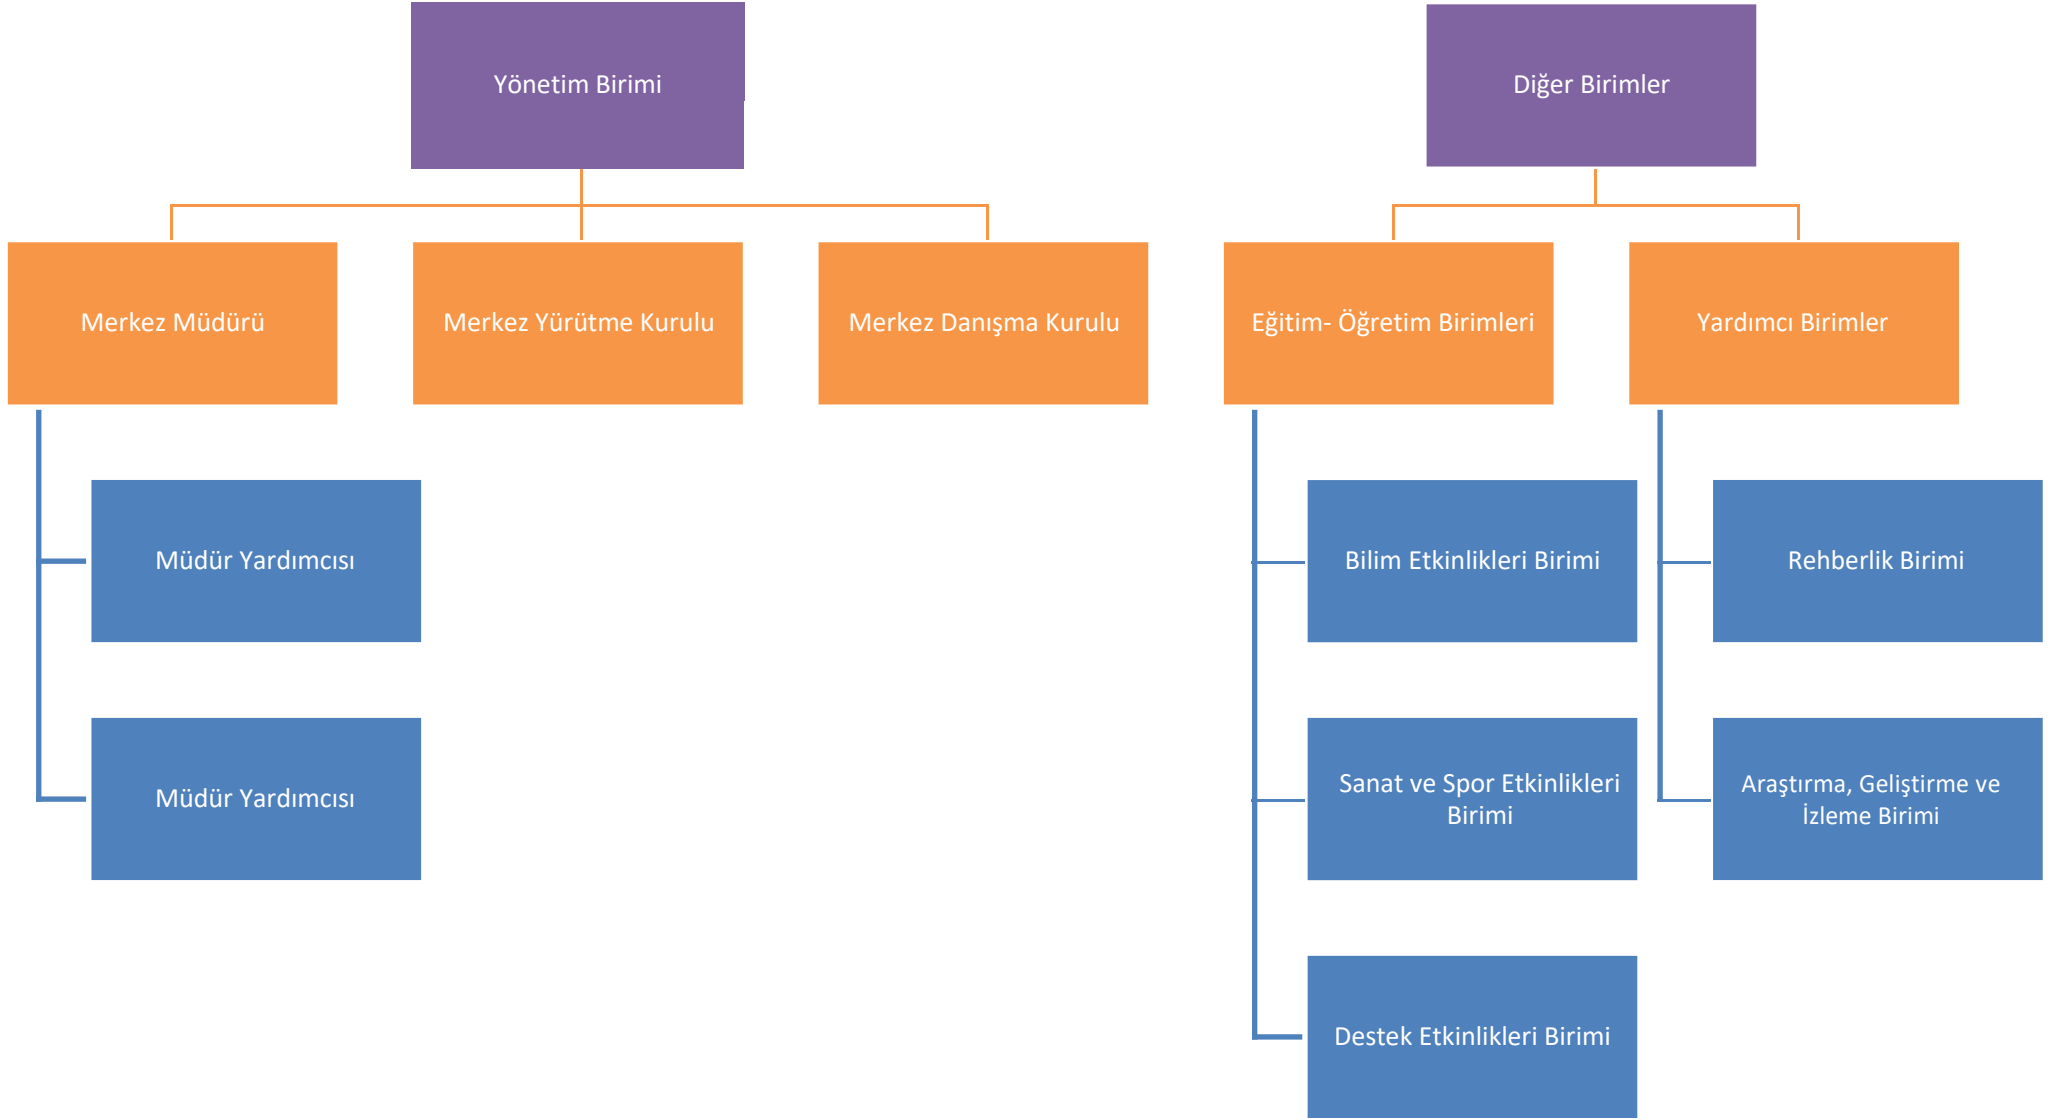 Yönetim Birimi
Diğer Birimler
Merkez Müdürü
Merkez Yürütme Kurulu
Merkez Danışma Kurulu
Eğitim- Öğretim Birimleri
Yardımcı Birimler
Müdür Yardımcısı
Bilim Etkinlikleri Birimi
Rehberlik Birimi
Müdür Yardımcısı
Sanat ve Spor Etkinlikleri
Birimi
Araştırma, Geliştirme ve
İzleme Birimi
Destek Etkinlikleri Birimi